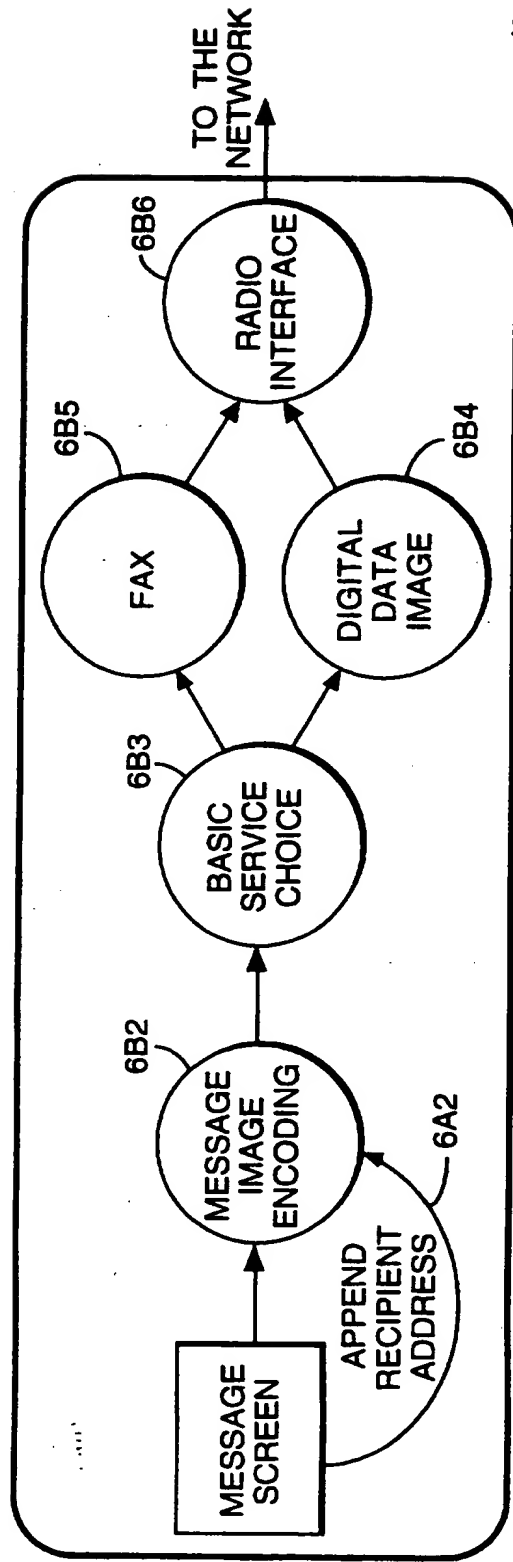 MESSAGE
SCREEN
APPEND
RECIPIENT
ADDRESS
6A2
MESSAGE
IMAGE
ENCODING
6B2
BASIC
SERVICE
CHOICE
6B3
FAX
6B5
DIGITAL
DATA
IMAGE
6B4
RADIO
INTERFACE
6B6
TO THE
NETWORK